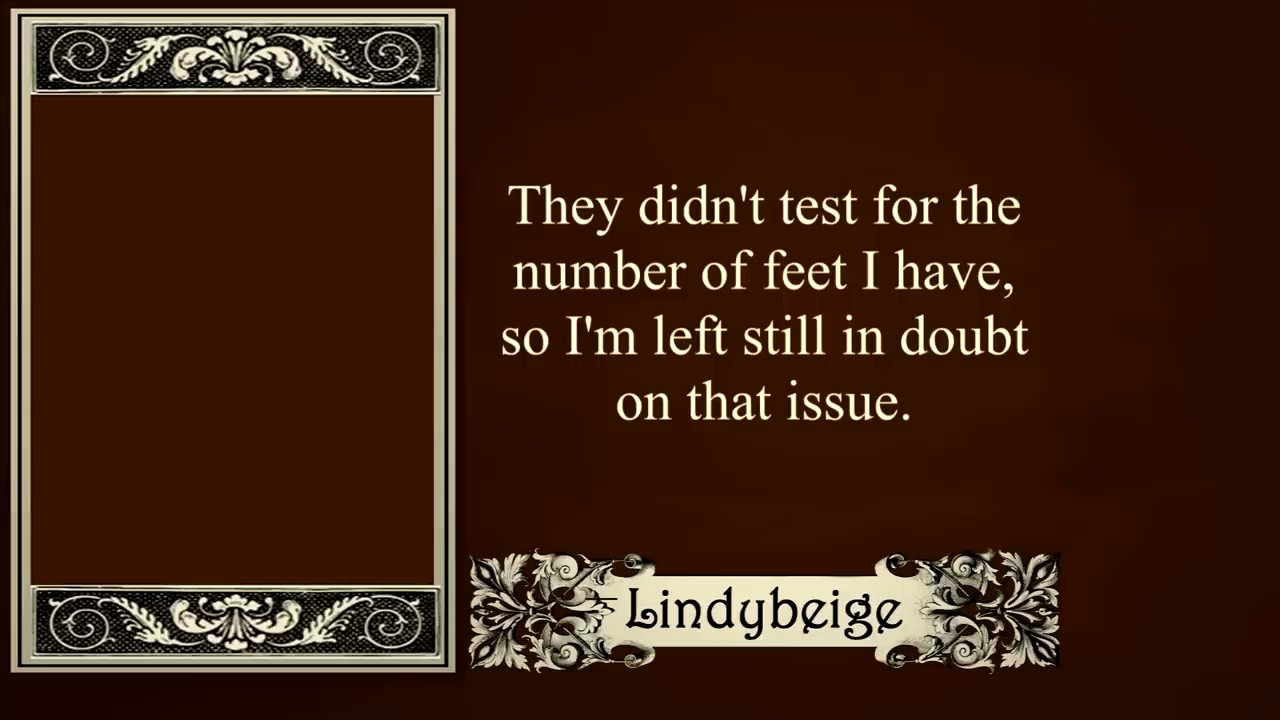 They didn't test for the
number of feet I have,
so I'm left still in doubt
on that issue.
Lindybeige